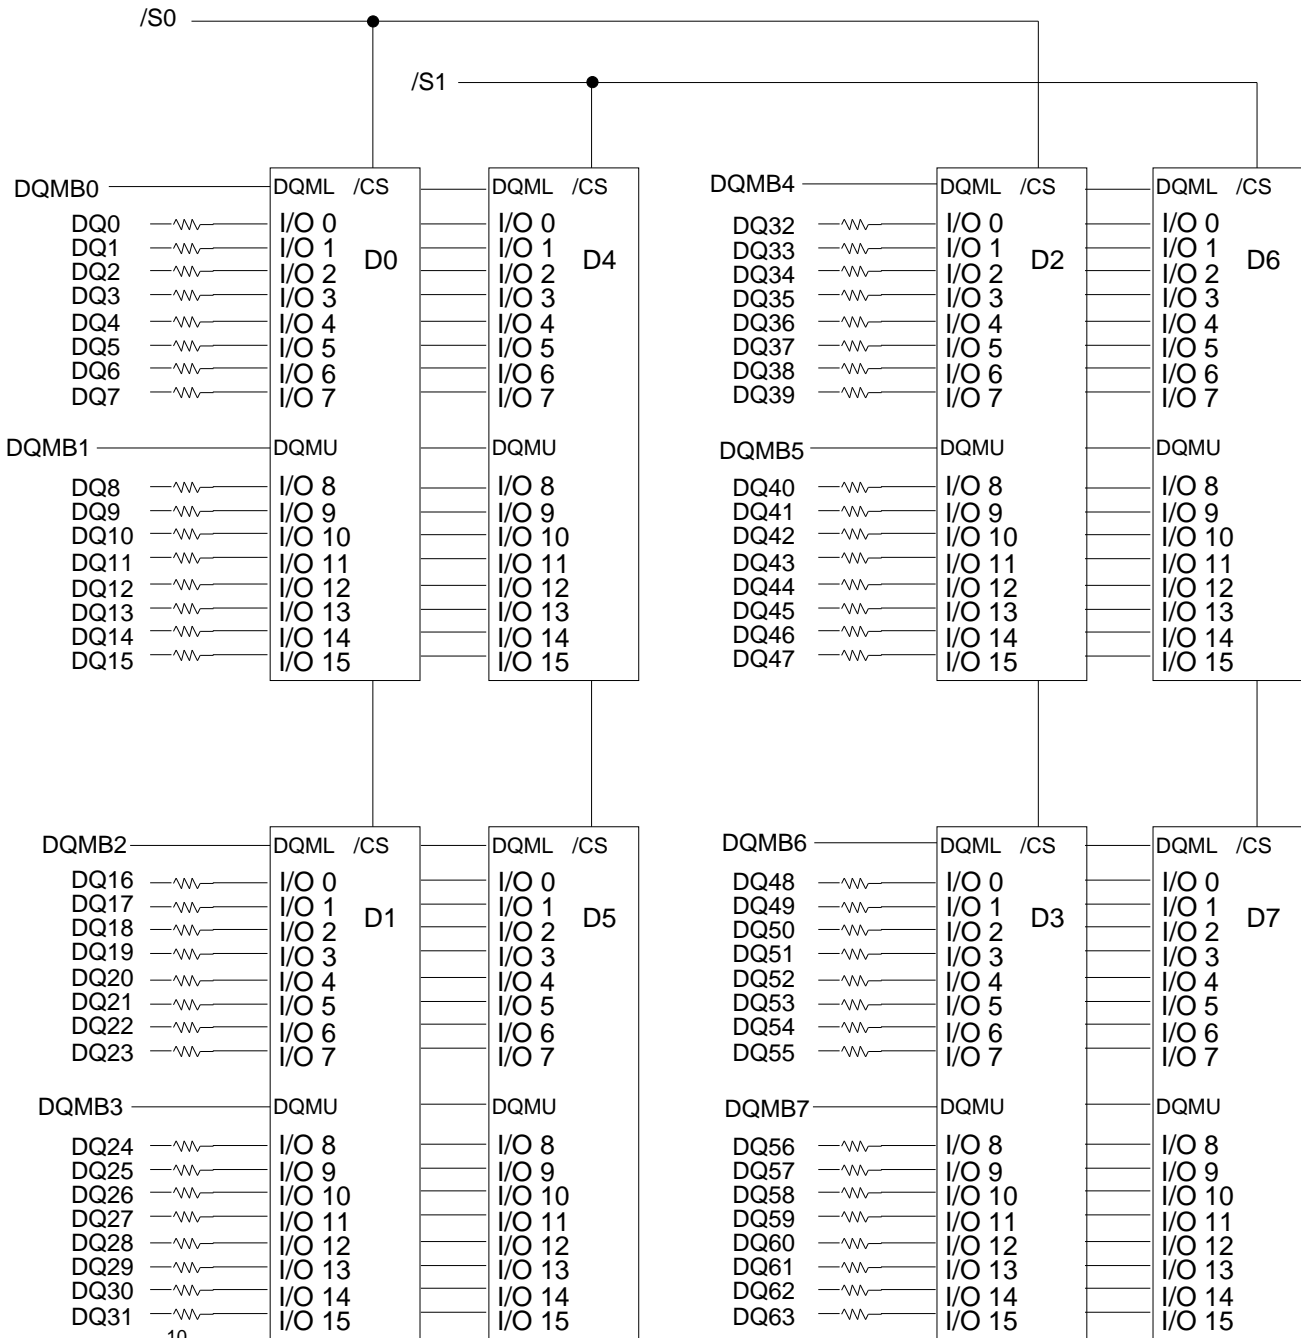 /S0
/S1
DQMB0 DQML /CS DQML /CS DQMB4 DQML /CS DQML /CS
DQ0 I/O 0 I/O 0 DQ32 I/O 0 I/O 0
DQ1 I/O 1 I/O 1 DQ33 I/O 1 I/O 1
D0 D4 D2 D6
DQ2 I/O 2 I/O 2 DQ34 I/O 2 I/O 2
DQ3 I/O 3 I/O 3 DQ35 I/O 3 I/O 3
DQ4 I/O 4 I/O 4 DQ36 I/O 4 I/O 4
DQ5 I/O 5 I/O 5 DQ37 I/O 5 I/O 5
DQ6 I/O 6 I/O 6 DQ38 I/O 6 I/O 6
DQ7 I/O 7 I/O 7 DQ39 I/O 7 I/O 7
DQMB1 DQMU DQMU DQMB5 DQMU DQMU
DQ8 I/O 8 I/O 8 DQ40 I/O 8 I/O 8
DQ9 I/O 9 I/O 9 DQ41 I/O 9 I/O 9
DQ10 I/O 10 I/O 10 DQ42 I/O 10 I/O 10
DQ11 I/O 11 I/O 11 DQ43 I/O 11 I/O 11
DQ12 I/O 12 I/O 12 DQ44 I/O 12 I/O 12
DQ13 I/O 13 I/O 13 DQ45 I/O 13 I/O 13
DQ14 I/O 14 I/O 14 DQ46 I/O 14 I/O 14
DQ15 I/O 15 I/O 15 DQ47 I/O 15 I/O 15
DQMB2 DQML /CS DQML /CS DQMB6 DQML /CS DQML /CS
DQ16 I/O 0 I/O 0 DQ48 I/O 0 I/O 0
DQ17 I/O 1 I/O 1 DQ49 I/O 1 I/O 1
D1 D5 D3 D7
DQ18 I/O 2 I/O 2 DQ50 I/O 2 I/O 2
DQ19 I/O 3 I/O 3 DQ51 I/O 3 I/O 3
DQ20 I/O 4 I/O 4 DQ52 I/O 4 I/O 4
DQ21 I/O 5 I/O 5 DQ53 I/O 5 I/O 5
DQ22 I/O 6 I/O 6 DQ54 I/O 6 I/O 6
DQ23 I/O 7 I/O 7 DQ55 I/O 7 I/O 7
DQMB3 DQMU DQMU DQMB7 DQMU DQMU
DQ24 I/O 8 I/O 8 DQ56 I/O 8 I/O 8
DQ25 I/O 9 I/O 9 DQ57 I/O 9 I/O 9
DQ26 I/O 10 I/O 10 DQ58 I/O 10 I/O 10
DQ27 I/O 11 I/O 11 DQ59 I/O 11 I/O 11
DQ28 I/O 12 I/O 12 DQ60 I/O 12 I/O 12
DQ29 I/O 13 I/O 13 DQ61 I/O 13 I/O 13
DQ30 I/O 14 I/O 14 DQ62 I/O 14 I/O 14
DQ31 I/O 15 I/O 15 DQ63 I/O 15 I/O 15
10